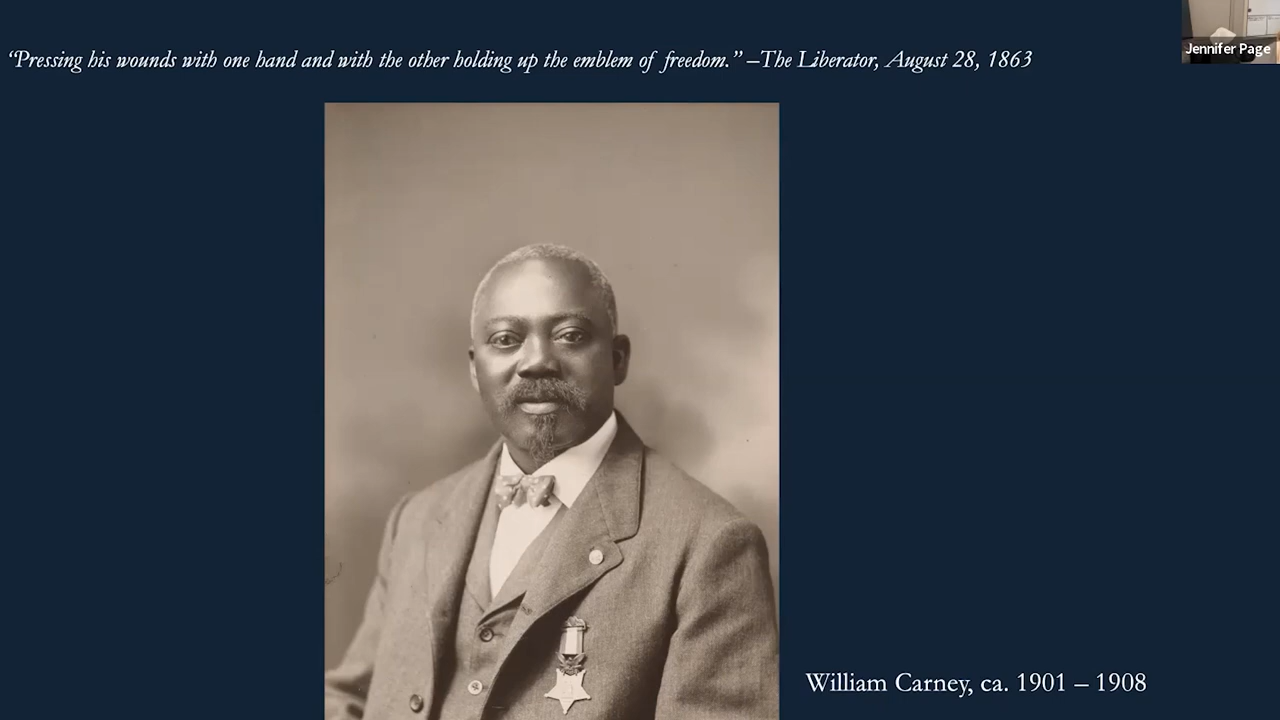 “Pressing his wounds with one hand and with the other holding up the emblem of freedom.” –The Liberator, August 28, 1863
Jennifer Page
William Carney, ca. 1901 – 1908